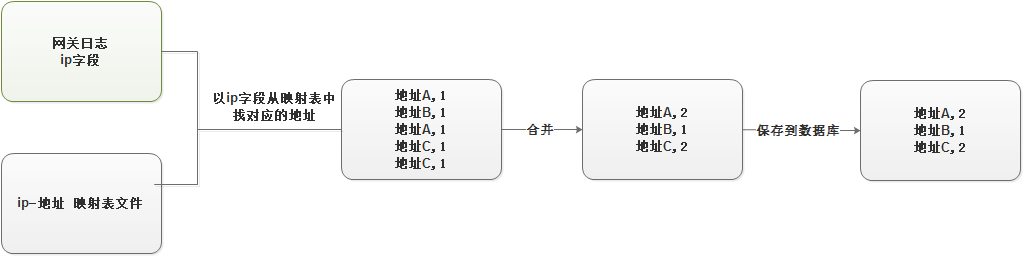 网关日志
ip字段
ip-地址 映射表文件
以ip字段从映射表中
找对应的地址
地址A, 1
地址B, 1
地址A, 1
地址C, 1
地址C, 1
合并
地址A, 2
地址B, 1
地址C, 2
保存到数据库
地址A, 2
地址B, 1
地址C, 2